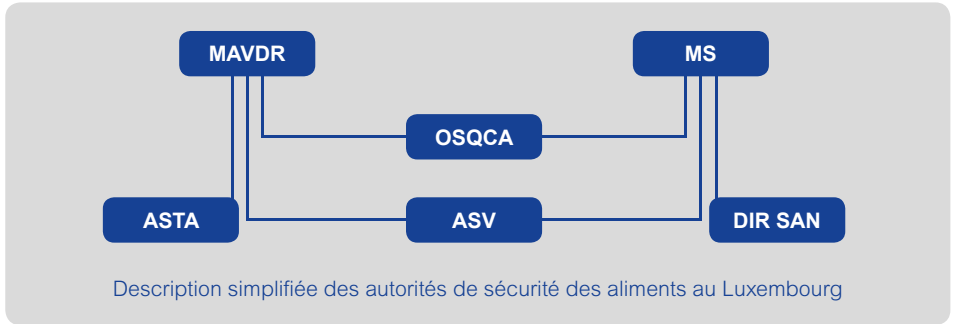 MAVDR
MS
OSQCA
ASTA
ASV
DIR SAN
Description simplifiée des autorités de sécurité des aliments au Luxembourg